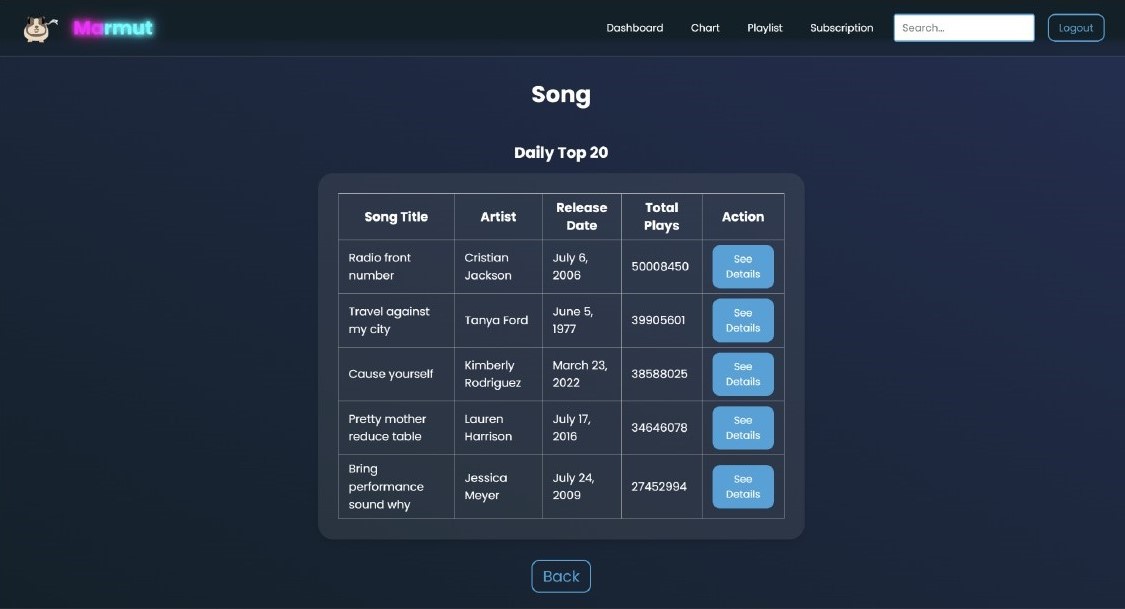 Marmut
Dashboard
Chart
Playlist
Subscription
Search...
Logout
Song
Daily Top 20
Song Title
Artist
Release
Date
Total
Plays
Action
Radio front
number
Cristian
Jackson
July 6,
2006
50008450
See
Details
Travel against
my city
Tanya Ford
June 5,
1977
39905601
See
Details
Cause yourself
Kimberly
Rodriguez
March 23,
2022
38588025
See
Details
Pretty mother
reduce table
Lauren
Harrison
July 17,
2016
34646078
See
Details
Bring
performance
sound why
Jessica
Meyer
July 24,
2009
27452994
See
Details
Back